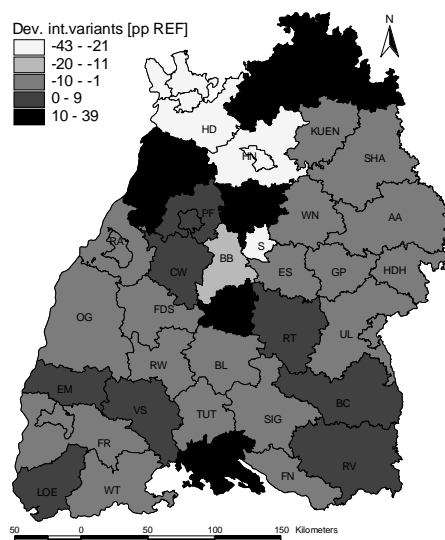 Dev. int.variants [pp REF]
-43 - -21
-20 - -11
-10 - -1
0 - 9
10 - 39
N
HD
KUEN
HN
SHA
PF
WN
AA
RA
S
BB
CW
ES
GP
HDH
OG
FDS
RT
UL
RW
BL
EM
VS
BC
TUT
SIG
FR
LOE
WT
FN
RV
50 0 50 100 150 Kilometers